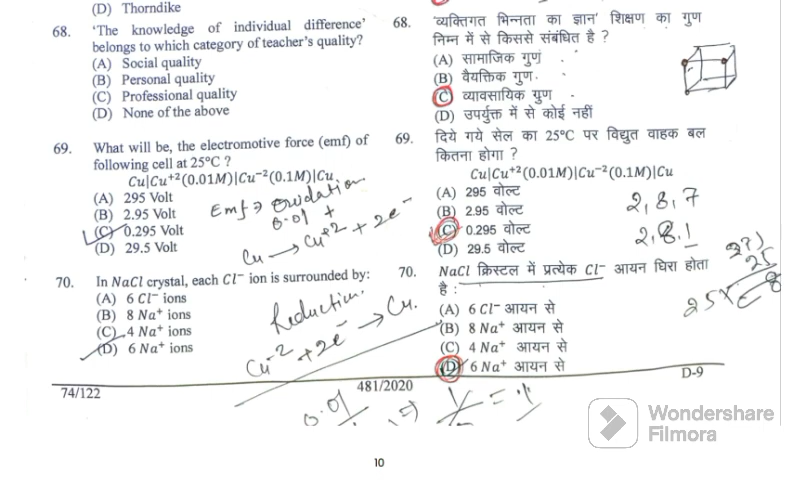 (D) Thorndike
68. 'The knowledge of individual difference' belongs to which category of teacher's quality?
(A) Social quality
(B) Personal quality
(C) Professional quality
(D) None of the above
69. What will be, the electromotive force (emf) of following cell at 25°C ?
Cu|Cu⁺²(0.01M)|Cu⁻²(0.1M)|Cu
(A) 295 Volt
(B) 2.95 Volt
(C) 0.295 Volt
(D) 29.5 Volt
70. In NaCl crystal, each Cl⁻ ion is surrounded by:
(A) 6 Cl⁻ ions
(B) 8 Na⁺ ions
(C) 4 Na⁺ ions
(D) 6 Na⁺ ions
68. 'व्यक्तिगत भिन्नता का ज्ञान' शिक्षण का गुण
निम्न में से किससे संबंधित है ?
(A) सामाजिक गुण
(B) वैयक्तिक गुण
(C) व्यावसायिक गुण
(D) उपर्युक्त में से कोई नहीं
69. दिये गये सेल का 25°C पर विद्युत वाहक बल
कितना होगा ?
Cu|Cu⁺²(0.01M)|Cu⁻²(0.1M)|Cu
(A) 295 वोल्ट
(B) 2.95 वोल्ट
(C) 0.295 वोल्ट
(D) 29.5 वोल्ट
70. NaCl क्रिस्टल में प्रत्येक Cl⁻ आयन घिरा होता
है :
(A) 6 Cl⁻ आयन से
(B) 8 Na⁺ आयन से
(C) 4 Na⁺ आयन से
(D) 6 Na⁺ आयन से
Emf → Oxidation
0.01
Cu → Cu⁺² + 2e⁻
Reduction
Cu⁻² + 2e⁻ → Cu.
2, 8, 7
2, 8, 1
74/122
481/2020
D-9
0.01
Wondershare
Filmora
10